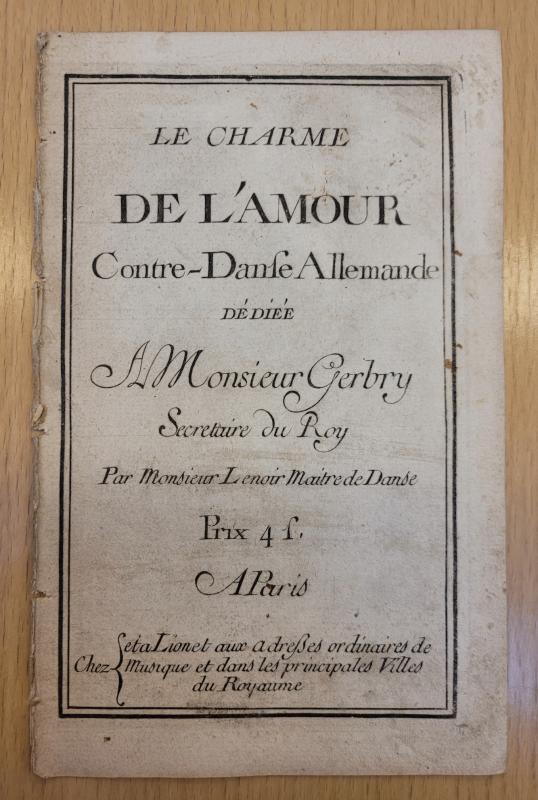 LE CHARME
DE L'AMOUR
Contre-Danſe Allemande
DÉDIÉE
A Monsieur Gerbry
Secretaire du Roy
Par Monsieur Lenoir Maitre de Danse
Prix 4 ſ.
A Paris
Chez
et a Lionet aux adreßes ordinaires de
Musique et dans les principales Villes
du Royaume